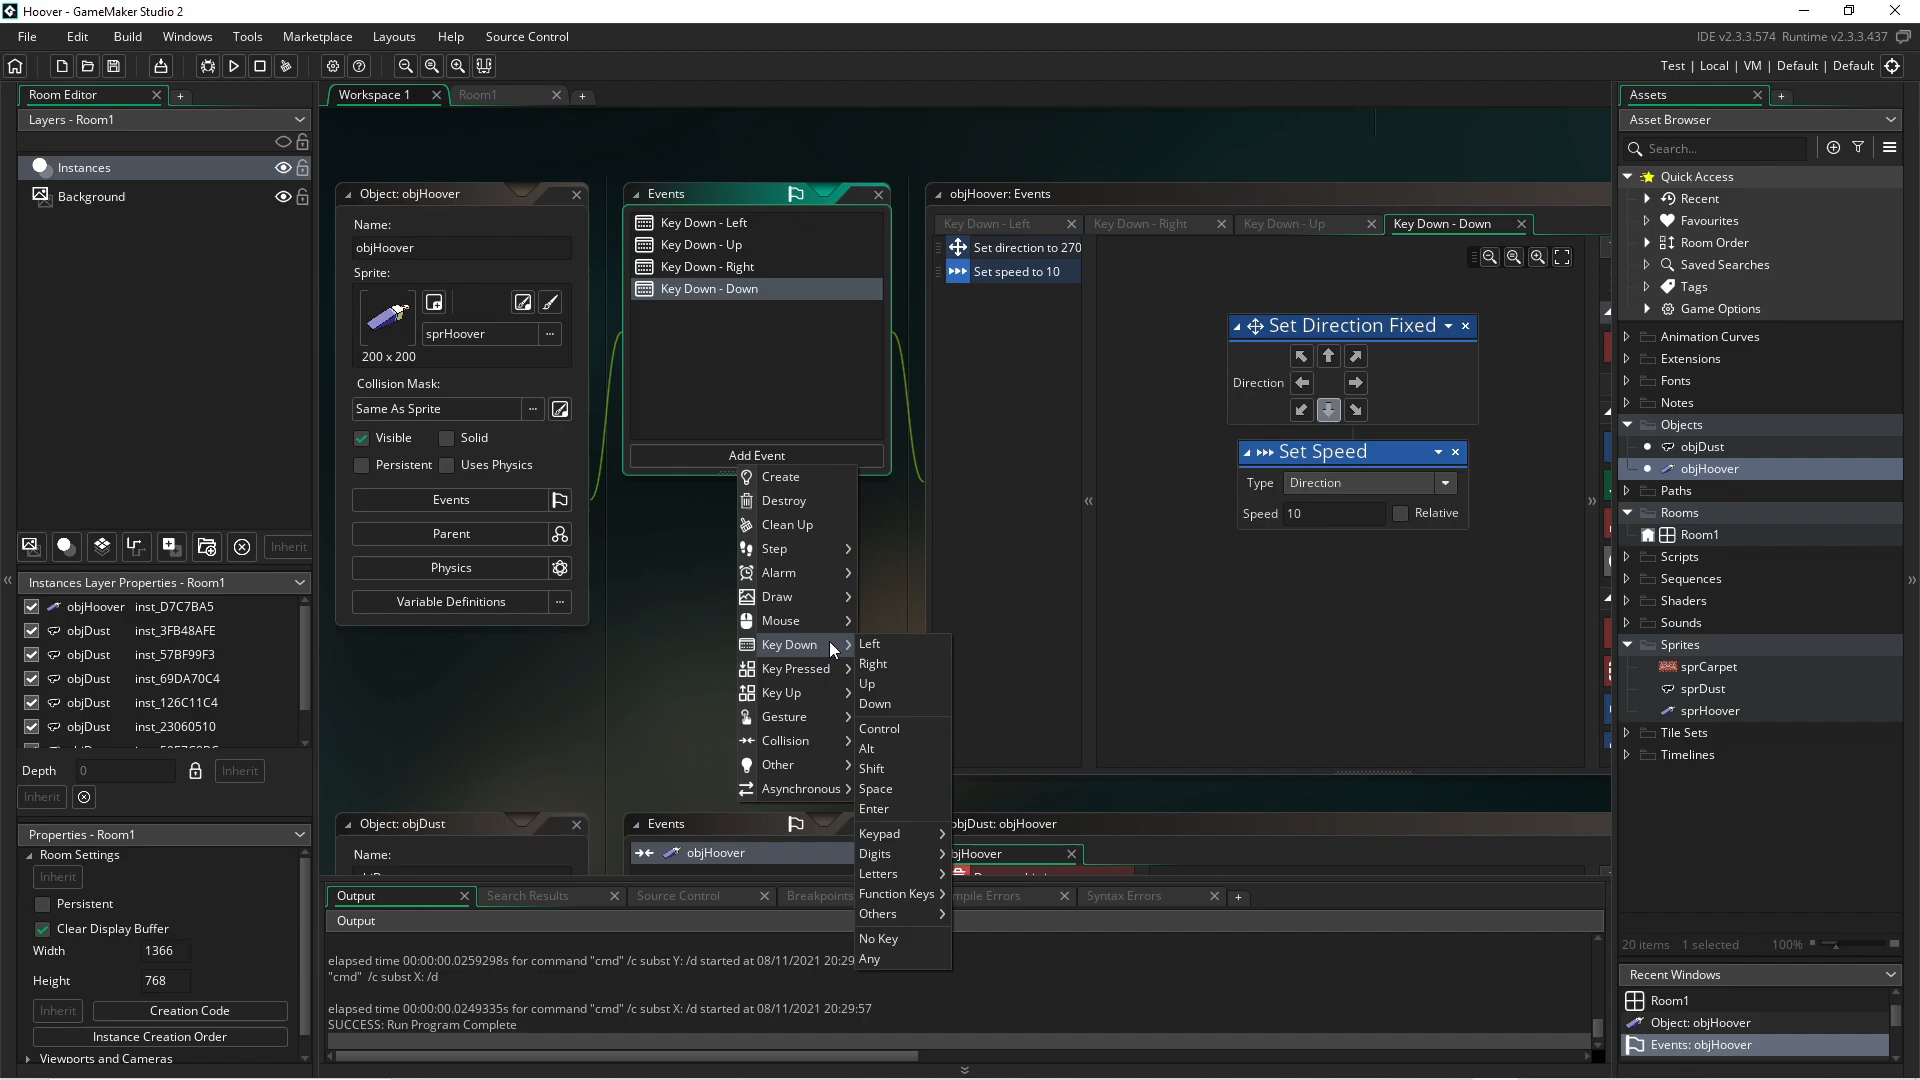 Hoover - GameMaker Studio 2
File Edit Build Windows Tools Marketplace Layouts Help Source Control
IDE v2.3.3.574 Runtime v2.3.3.437
Test | Local | VM | Default | Default
Room Editor
Layers - Room1
Instances
Background
Inherit
Instances Layer Properties - Room1
objHoover inst_D7C7BA5
objDust inst_3FB48AFE
objDust inst_57BF99F3
objDust inst_69DA70C4
objDust inst_126C11C4
objDust inst_23060510
Depth 0 Inherit
Inherit
Properties - Room1
Room Settings
Inherit
Persistent
Clear Display Buffer
Width 1366
Height 768
Inherit Creation Code
Instance Creation Order
Viewports and Cameras
Workspace 1 Room1
Object: objHoover
Name:
objHoover
Sprite:
sprHoover
200 x 200
Collision Mask:
Same As Sprite
Visible Solid
Persistent Uses Physics
Events
Parent
Physics
Variable Definitions
Events
Key Down - Left
Key Down - Up
Key Down - Right
Key Down - Down
Add Event
Create
Destroy
Clean Up
Step
Alarm
Draw
Mouse
Key Down
Key Pressed
Key Up
Gesture
Collision
Other
Asynchronous
Left
Right
Up
Down
Control
Alt
Shift
Space
Enter
Keypad
Digits
Letters
Function Keys
Others
No Key
Any
objHoover: Events
Key Down - Left Key Down - Right Key Down - Up Key Down - Down
Set direction to 270
Set speed to 10
Set Direction Fixed
Direction
Set Speed
Type Direction
Speed 10 Relative
Object: objDust
Name:
Events
objHoover
objDust: objHoover
objHoover
Output Search Results Source Control Breakpoints Compile Errors Syntax Errors
Output
elapsed time 00:00:00.0259298s for command "cmd" /c subst Y: /d started at 08/11/2021 20:29
"cmd" /c subst X: /d
elapsed time 00:00:00.0249335s for command "cmd" /c subst X: /d started at 08/11/2021 20:29:57
SUCCESS: Run Program Complete
Assets
Asset Browser
Search...
Quick Access
Recent
Favourites
Room Order
Saved Searches
Tags
Game Options
Animation Curves
Extensions
Fonts
Notes
Objects
objDust
objHoover
Paths
Rooms
Room1
Scripts
Sequences
Shaders
Sounds
Sprites
sprCarpet
sprDust
sprHoover
Tile Sets
Timelines
20 items 1 selected 100%
Recent Windows
Room1
Object: objHoover
Events: objHoover